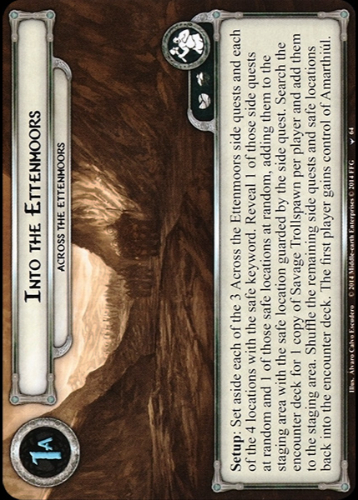 1A
INTO THE ETTENMOORS
ACROSS THE ETTENMOORS
Setup: Set aside each of the 3 Across the Ettenmoors side quests and each
of the 4 locations with the safe keyword. Reveal 1 of those side quests
at random and 1 of those safe locations at random, adding them to the
staging area with the safe location guarded by the side quest. Search the
encounter deck for 1 copy of Savage Trollspawn per player and add them
to the staging area. Shuffle the remaining side quests and safe locations
back into the encounter deck. The first player gains control of Amarthiúl.
Illus. Álvaro Calvo Escudero © 2014 Middle-earth Enterprises © 2014 FFG 64